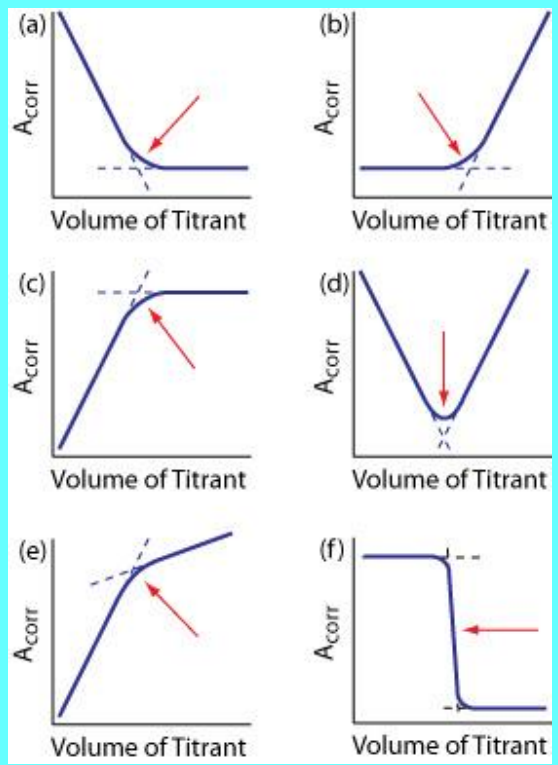 (a)
A_corr
Volume of Titrant
(b)
A_corr
Volume of Titrant
(c)
A_corr
Volume of Titrant
(d)
A_corr
Volume of Titrant
(e)
A_corr
Volume of Titrant
(f)
A_corr
Volume of Titrant